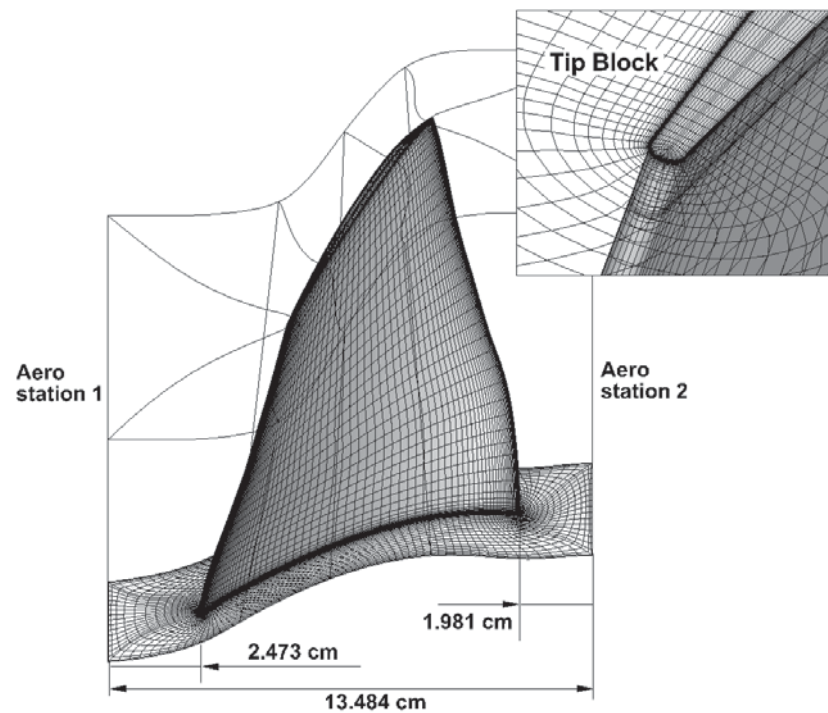 Tip Block
Aero
station 1
Aero
station 2
1.981 cm
2.473 cm
13.484 cm